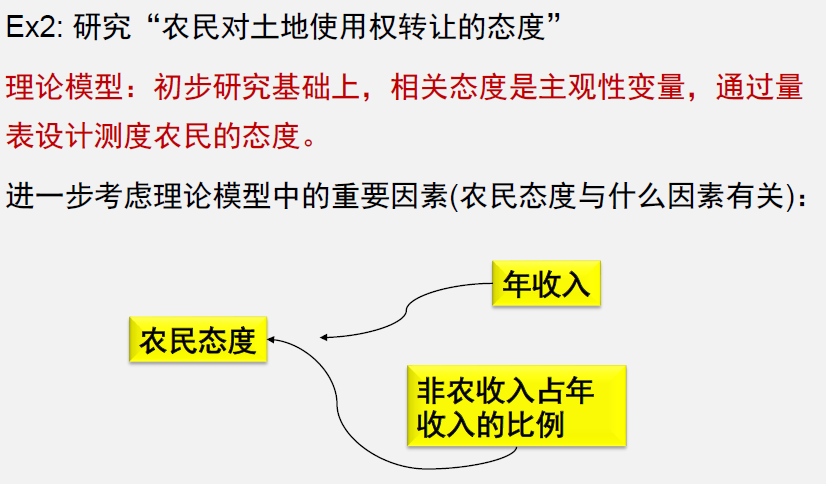 Ex2: 研究“农民对土地使用权转让的态度”
理论模型：初步研究基础上，相关态度是主观性变量，通过量
表设计测度农民的态度。
进一步考虑理论模型中的重要因素(农民态度与什么因素有关)：
年收入
农民态度
非农收入占年
收入的比例